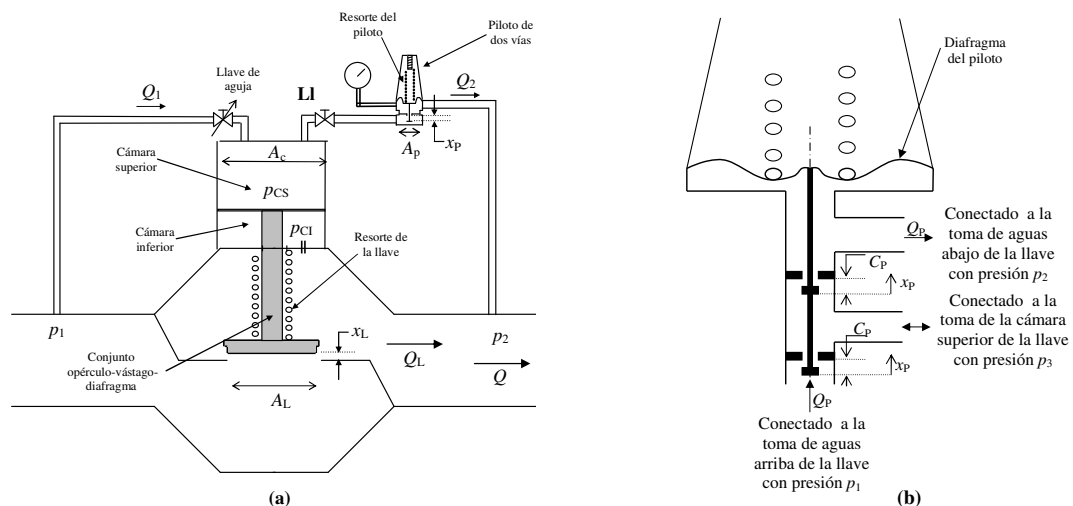 Resorte del
piloto
Piloto de
dos vías
Llave de
aguja
Q1
Ll
Q2
xP
Ap
Ac
Cámara
superior
pCS
Cámara
inferior
pCI
Resorte de
la llave
p1
xL
p2
QL
Q
Conjunto
opérculo-vástago-
diafragma
AL
(a)
Diafragma
del piloto
QP
Conectado a la
toma de aguas
abajo de la llave
con presión p2
CP
xP
Conectado a la
toma de la cámara
superior de la llave
con presión p3
CP
xP
QP
Conectado a la
toma de aguas
arriba de la llave
con presión p1
(b)